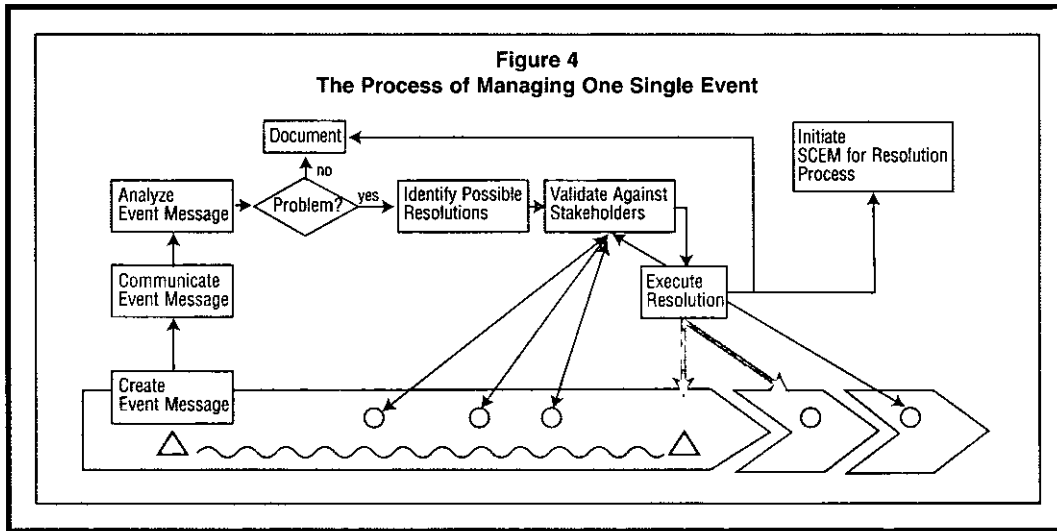 Figure 4
The Process of Managing One Single Event
Document
Initiate
SCEM for Resolution
Process
no
Analyze
Event Message
Problem?
yes
Identify Possible
Resolutions
Validate Against
Stakeholders
Communicate
Event Message
Execute
Resolution
Create
Event Message